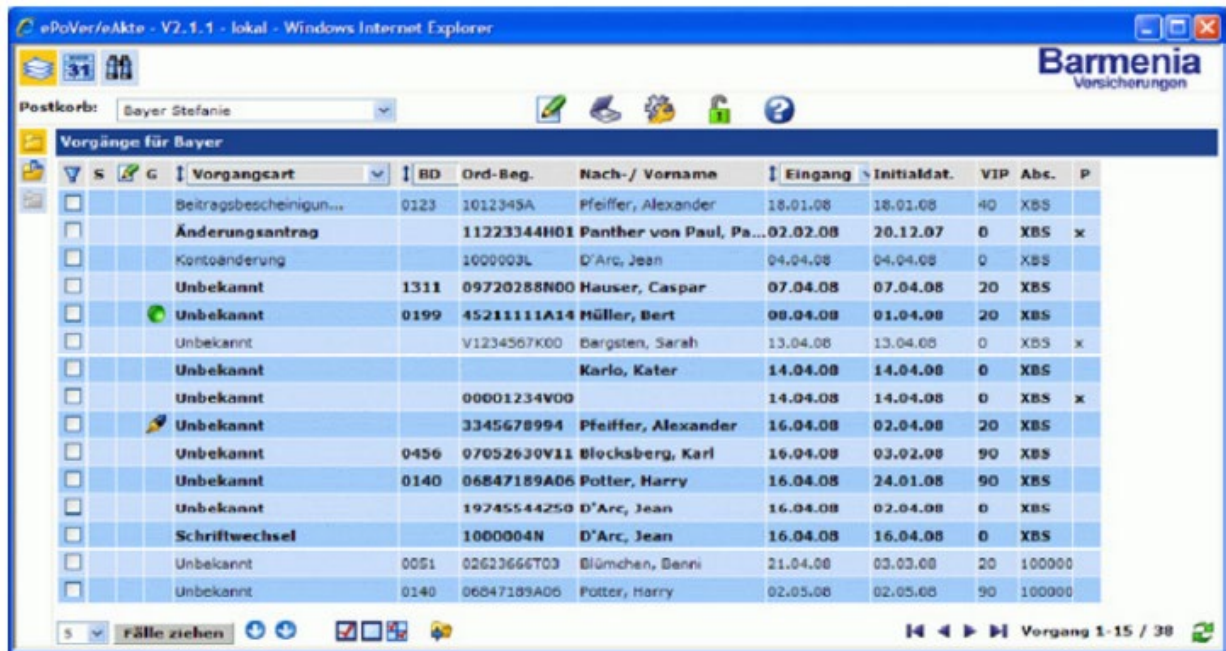 ePoVer/eAkte - V2.1.1 - lokal - Windows Internet Explorer
31
Barmenia
Versicherungen
Postkorb: Bayer Stefanie
1
?
Vorgänge für Bayer
S G Vorgangsart BD Ord-Beg. Nach-/ Vorname Eingang Initialdat. VIP Abs. P
Beitragsbescheinigun... 0123 1012345A Pfeiffer, Alexander 18.01.08 18.01.08 40 XBS
Änderungsantrag 11223344H01 Panther von Paul, Pa... 02.02.08 20.12.07 0 XBS x
Kontoänderung 1000003L D'Arc, Jean 04.04.08 04.04.08 0 XBS
Unbekannt 1311 09720288N00 Hauser, Caspar 07.04.08 07.04.08 20 XBS
Unbekannt 0199 45211111A14 Müller, Bert 08.04.08 01.04.08 20 XBS
Unbekannt V1234567K00 Bargsten, Sarah 13.04.08 13.04.08 0 XBS x
Unbekannt Karlo, Kater 14.04.08 14.04.08 0 XBS
Unbekannt 00001234V00 14.04.08 14.04.08 0 XBS x
Unbekannt 3345678994 Pfeiffer, Alexander 16.04.08 02.04.08 20 XBS
Unbekannt 0456 07052630V11 Blocksberg, Karl 16.04.08 03.02.08 90 XBS
Unbekannt 0140 06847189A06 Potter, Harry 16.04.08 24.01.08 90 XBS
Unbekannt 19745544250 D'Arc, Jean 16.04.08 02.04.08 0 XBS
Schriftwechsel 1000004N D'Arc, Jean 16.04.08 16.04.08 0 XBS
Unbekannt 0051 02623666T03 Blümchen, Benni 21.04.08 03.03.08 20 100000
Unbekannt 0140 06847189A06 Potter, Harry 02.05.08 02.05.08 90 100000
5 Fälle ziehen Vorgang 1-15 / 38